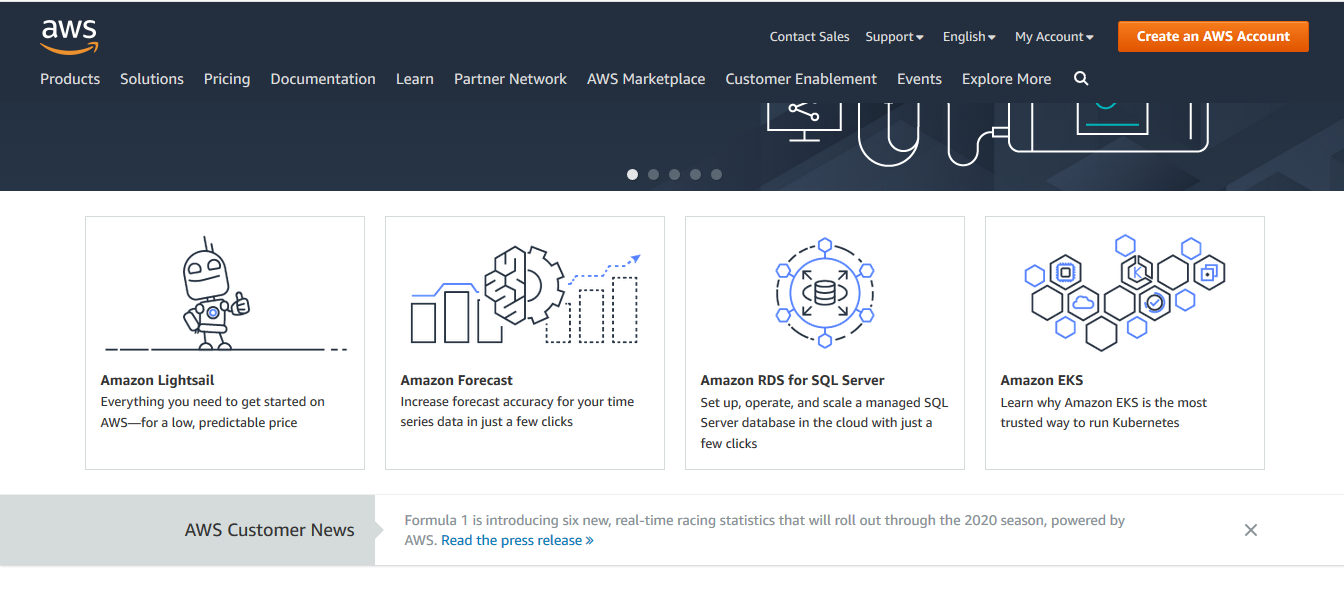 aws
Contact Sales Support English My Account Create an AWS Account
Products Solutions Pricing Documentation Learn Partner Network AWS Marketplace Customer Enablement Events Explore More
Amazon Lightsail
Everything you need to get started on
AWS—for a low, predictable price
Amazon Forecast
Increase forecast accuracy for your time
series data in just a few clicks
Amazon RDS for SQL Server
Set up, operate, and scale a managed SQL
Server database in the cloud with just a
few clicks
K
Amazon EKS
Learn why Amazon EKS is the most
trusted way to run Kubernetes
AWS Customer News
Formula 1 is introducing six new, real-time racing statistics that will roll out through the 2020 season, powered by
AWS. Read the press release »